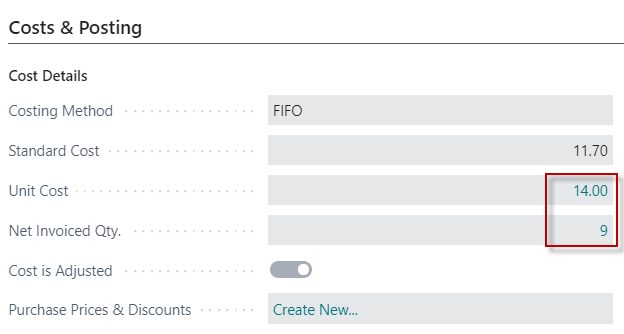 Costs & Posting
Cost Details
Costing Method FIFO
Standard Cost 11.70
Unit Cost 14.00
Net Invoiced Qty. 9
Cost is Adjusted
Purchase Prices & Discounts Create New...